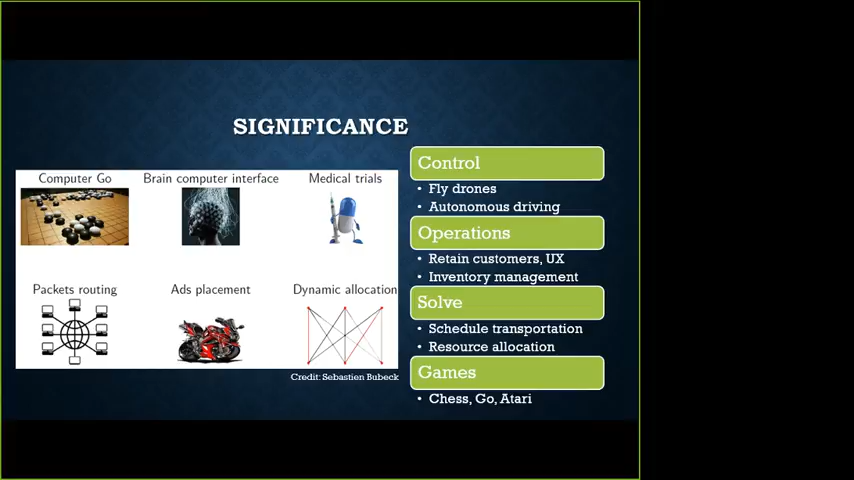 SIGNIFICANCE
Computer Go
Brain computer interface
Medical trials
Packets routing
Ads placement
Dynamic allocation
Credit: Sebastien Bubeck
Control
• Fly drones
• Autonomous driving
Operations
• Retain customers, UX
• Inventory management
Solve
• Schedule transportation
• Resource allocation
Games
• Chess, Go, Atari